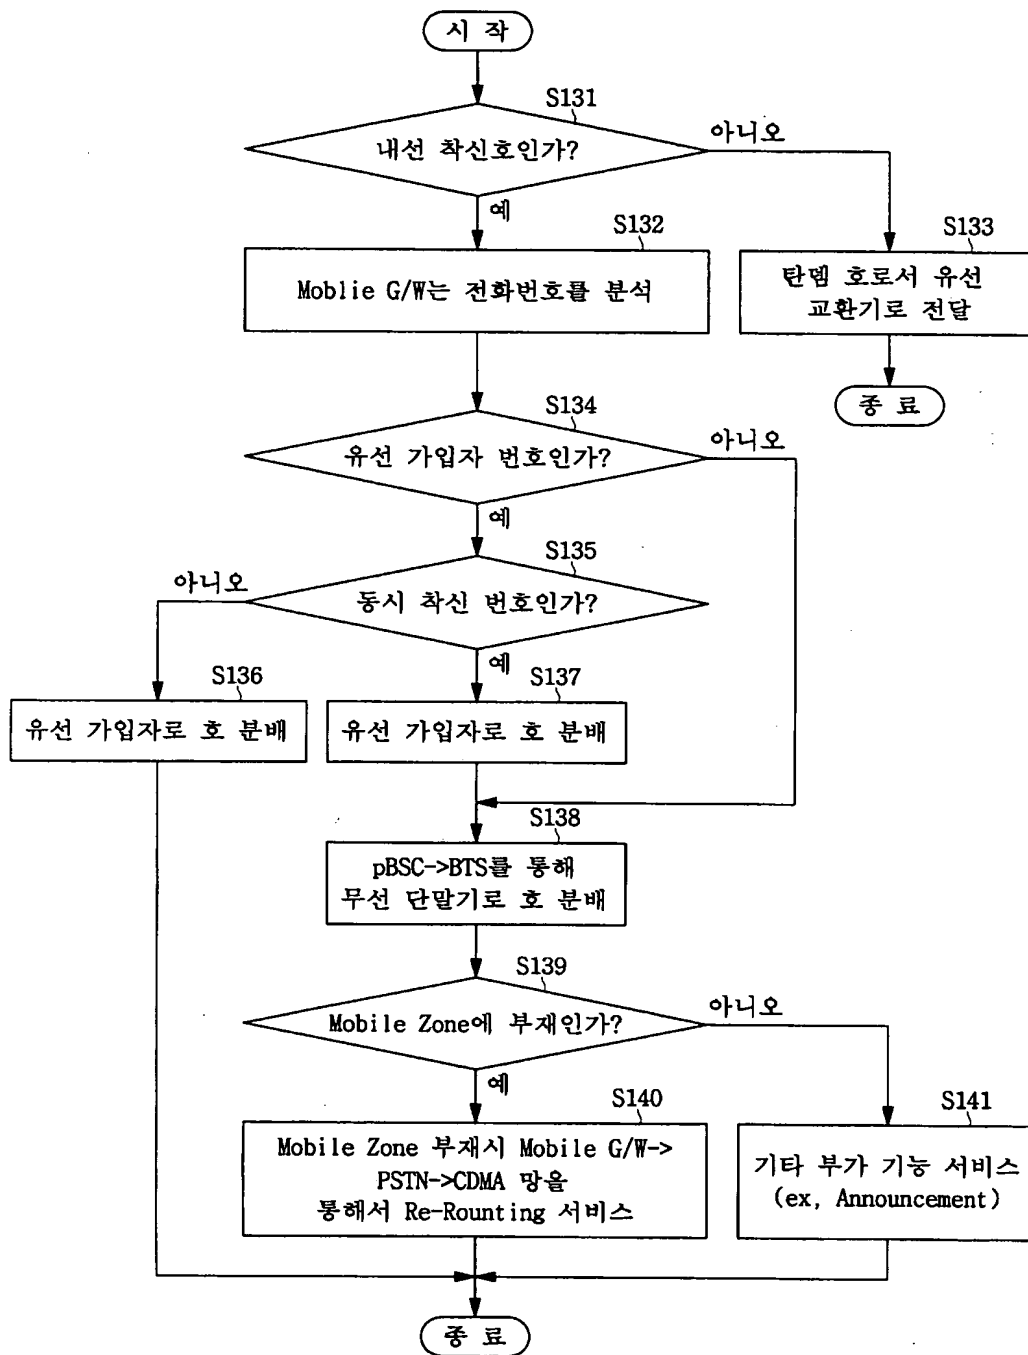 시 작
S131
내선 착신호인가?
아니오
예
S132
Moblie G/W는 전화번호를 분석
S133
탄뎀 호로서 유선
교환기로 전달
종 료
S134
유선 가입자 번호인가?
아니오
예
S135
동시 착신 번호인가?
아니오
예
S136
유선 가입자로 호 분배
S137
유선 가입자로 호 분배
S138
pBSC->BTS를 통해
무선 단말기로 호 분배
S139
Mobile Zone에 부재인가?
아니오
예
S140
Mobile Zone 부재시 Mobile G/W->
PSTN->CDMA 망을
통해서 Re-Rounting 서비스
S141
기타 부가 기능 서비스
(ex, Announcement)
종 료